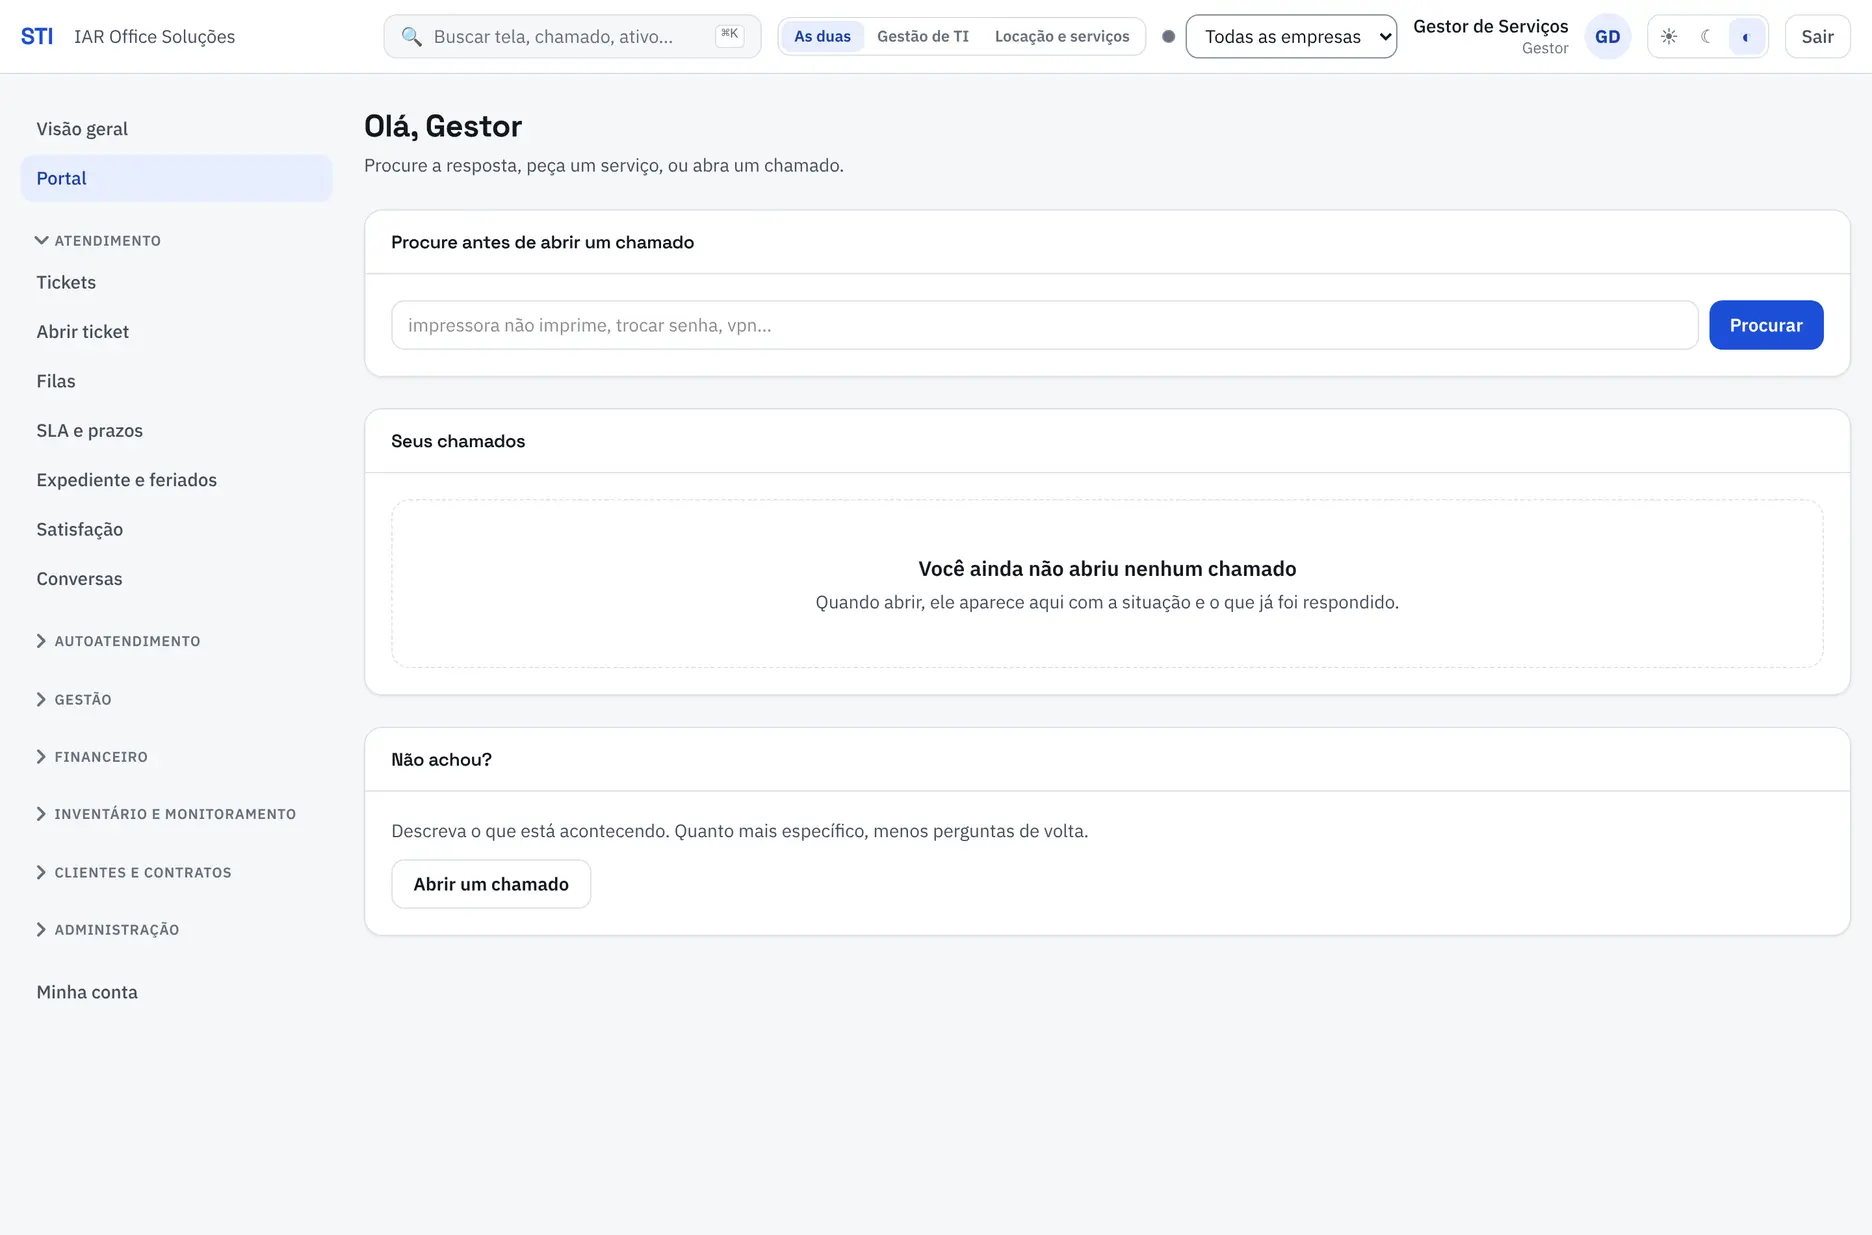 STI IAR Office Soluções
Buscar tela, chamado, ativo... ⌘K
As duas Gestão de TI Locação e serviços
Todas as empresas
Gestor de Serviços
Gestor
GD
Sair
Visão geral
Portal
ATENDIMENTO
Tickets
Abrir ticket
Filas
SLA e prazos
Expediente e feriados
Satisfação
Conversas
AUTOATENDIMENTO
GESTÃO
FINANCEIRO
INVENTÁRIO E MONITORAMENTO
CLIENTES E CONTRATOS
ADMINISTRAÇÃO
Minha conta
Olá, Gestor
Procure a resposta, peça um serviço, ou abra um chamado.
Procure antes de abrir um chamado
impressora não imprime, trocar senha, vpn...
Procurar
Seus chamados
Você ainda não abriu nenhum chamado
Quando abrir, ele aparece aqui com a situação e o que já foi respondido.
Não achou?
Descreva o que está acontecendo. Quanto mais específico, menos perguntas de volta.
Abrir um chamado